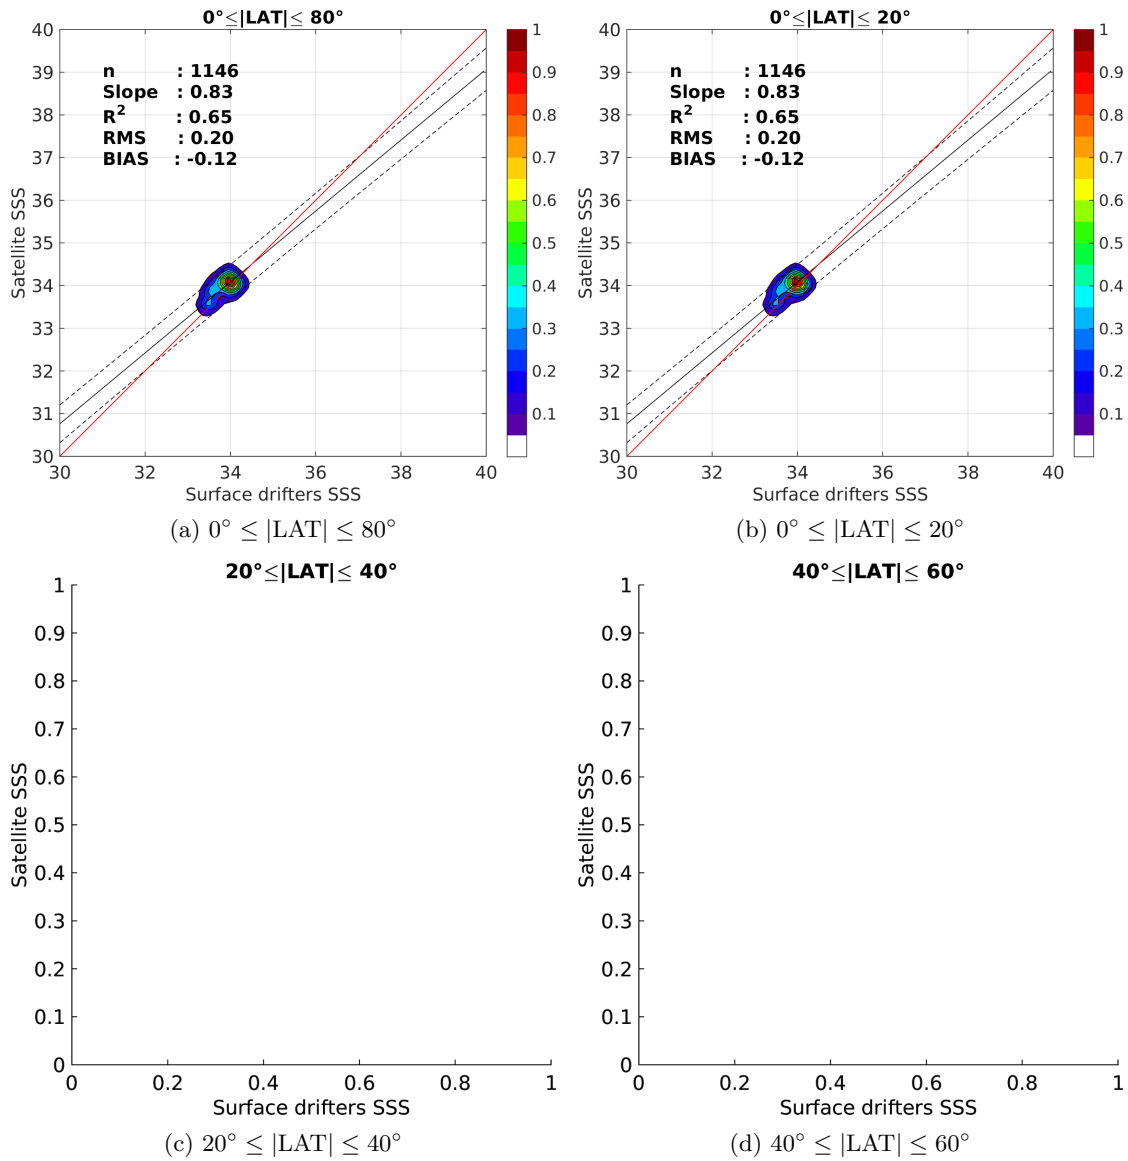 0°≤|LAT|≤ 80°
40
39
38
37
36
35
34
33
32
31
30
Satellite SSS
n : 1146
Slope : 0.83
R² : 0.65
RMS : 0.20
BIAS : -0.12
30 32 34 36 38 40
Surface drifters SSS
1
0.9
0.8
0.7
0.6
0.5
0.4
0.3
0.2
0.1
(a) 0° ≤ |LAT| ≤ 80°
0°≤|LAT|≤ 20°
40
39
38
37
36
35
34
33
32
31
30
Satellite SSS
n : 1146
Slope : 0.83
R² : 0.65
RMS : 0.20
BIAS : -0.12
30 32 34 36 38 40
Surface drifters SSS
1
0.9
0.8
0.7
0.6
0.5
0.4
0.3
0.2
0.1
(b) 0° ≤ |LAT| ≤ 20°
20°≤|LAT|≤ 40°
1
0.9
0.8
0.7
0.6
0.5
0.4
0.3
0.2
0.1
0
Satellite SSS
0 0.2 0.4 0.6 0.8 1
Surface drifters SSS
(c) 20° ≤ |LAT| ≤ 40°
40°≤|LAT|≤ 60°
1
0.9
0.8
0.7
0.6
0.5
0.4
0.3
0.2
0.1
0
Satellite SSS
0 0.2 0.4 0.6 0.8 1
Surface drifters SSS
(d) 40° ≤ |LAT| ≤ 60°